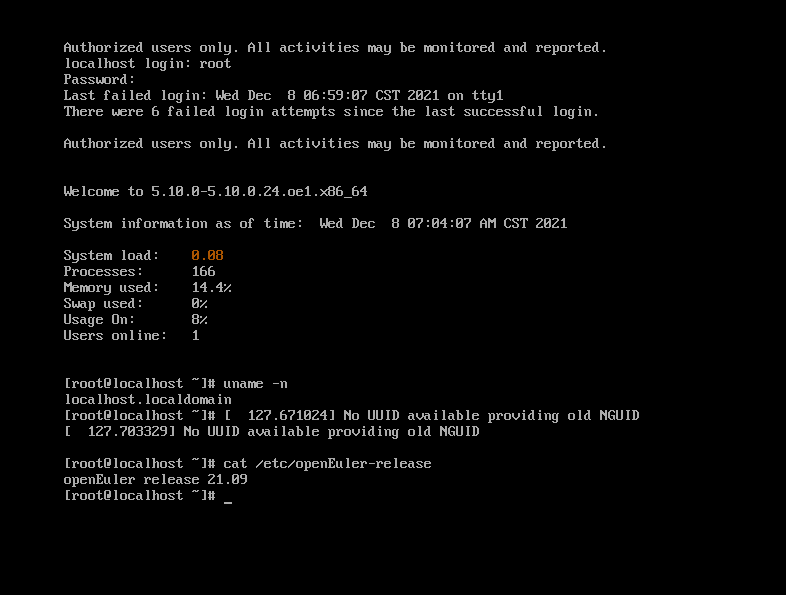 Authorized users only. All activities may be monitored and reported.
localhost login: root
Password:
Last failed login: Wed Dec  8 06:59:07 CST 2021 on tty1
There were 6 failed login attempts since the last successful login.
Authorized users only. All activities may be monitored and reported.
Welcome to 5.10.0-5.10.0.24.oe1.x86_64
System information as of time:  Wed Dec  8 07:04:07 AM CST 2021
System load:    0.08
Processes:      166
Memory used:    14.4%
Swap used:      0%
Usage On:       8%
Users online:   1
[root@localhost ~]# uname -n
localhost.localdomain
[root@localhost ~]# [  127.671024] No UUID available providing old NGUID
[  127.703329] No UUID available providing old NGUID
[root@localhost ~]# cat /etc/openEuler-release
openEuler release 21.09
[root@localhost ~]# _